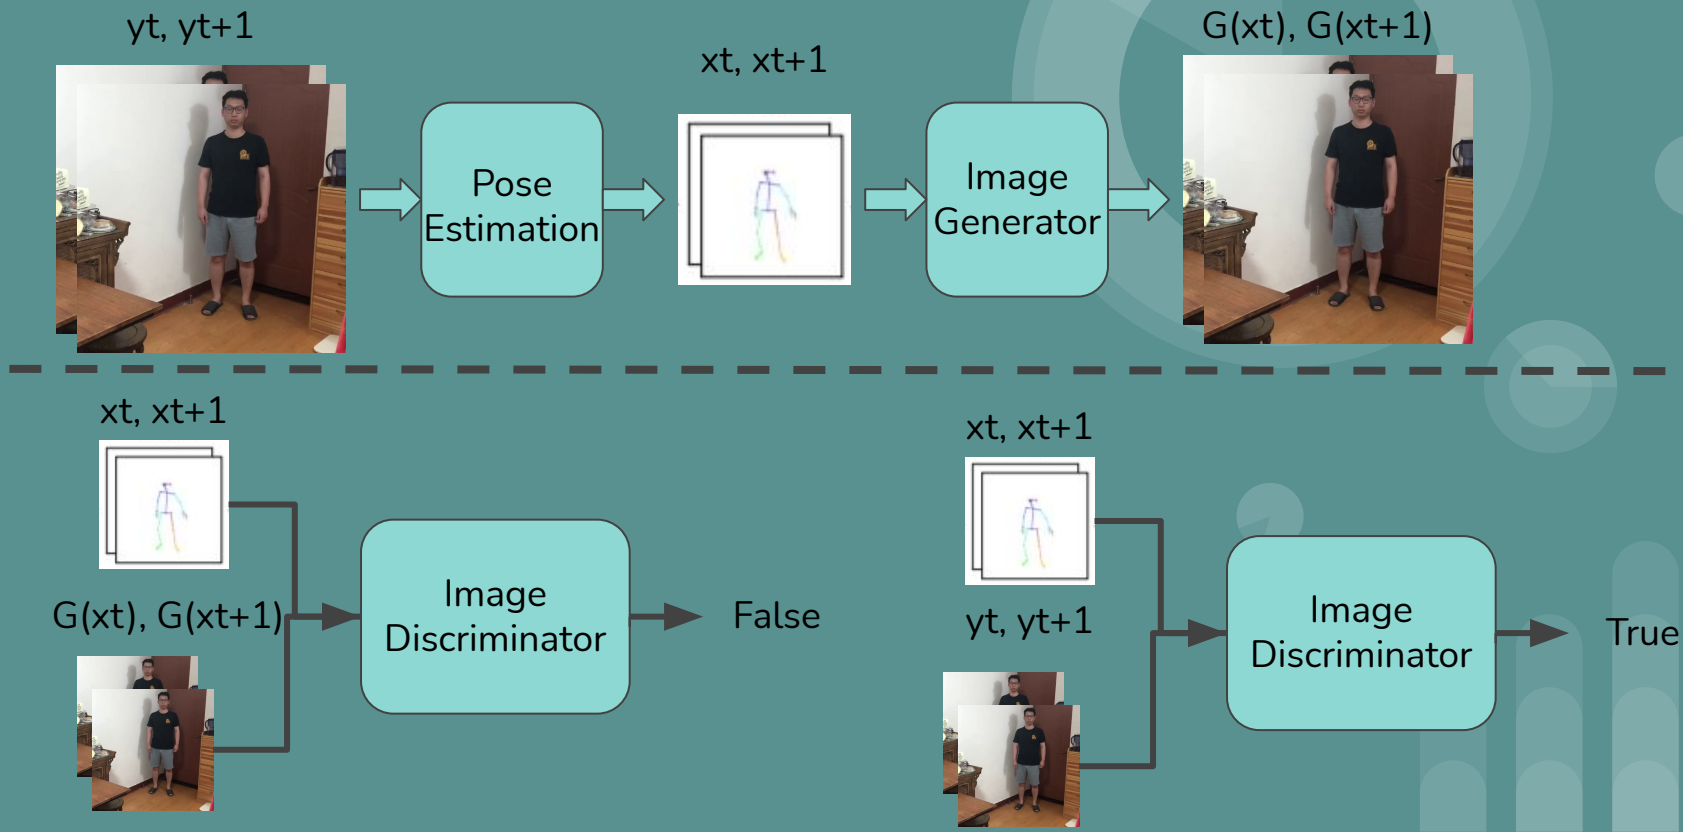 yt, yt+1
xt, xt+1
G(xt), G(xt+1)
Pose
Estimation
Image
Generator
xt, xt+1
G(xt), G(xt+1)
Image
Discriminator
False
xt, xt+1
yt, yt+1
Image
Discriminator
True